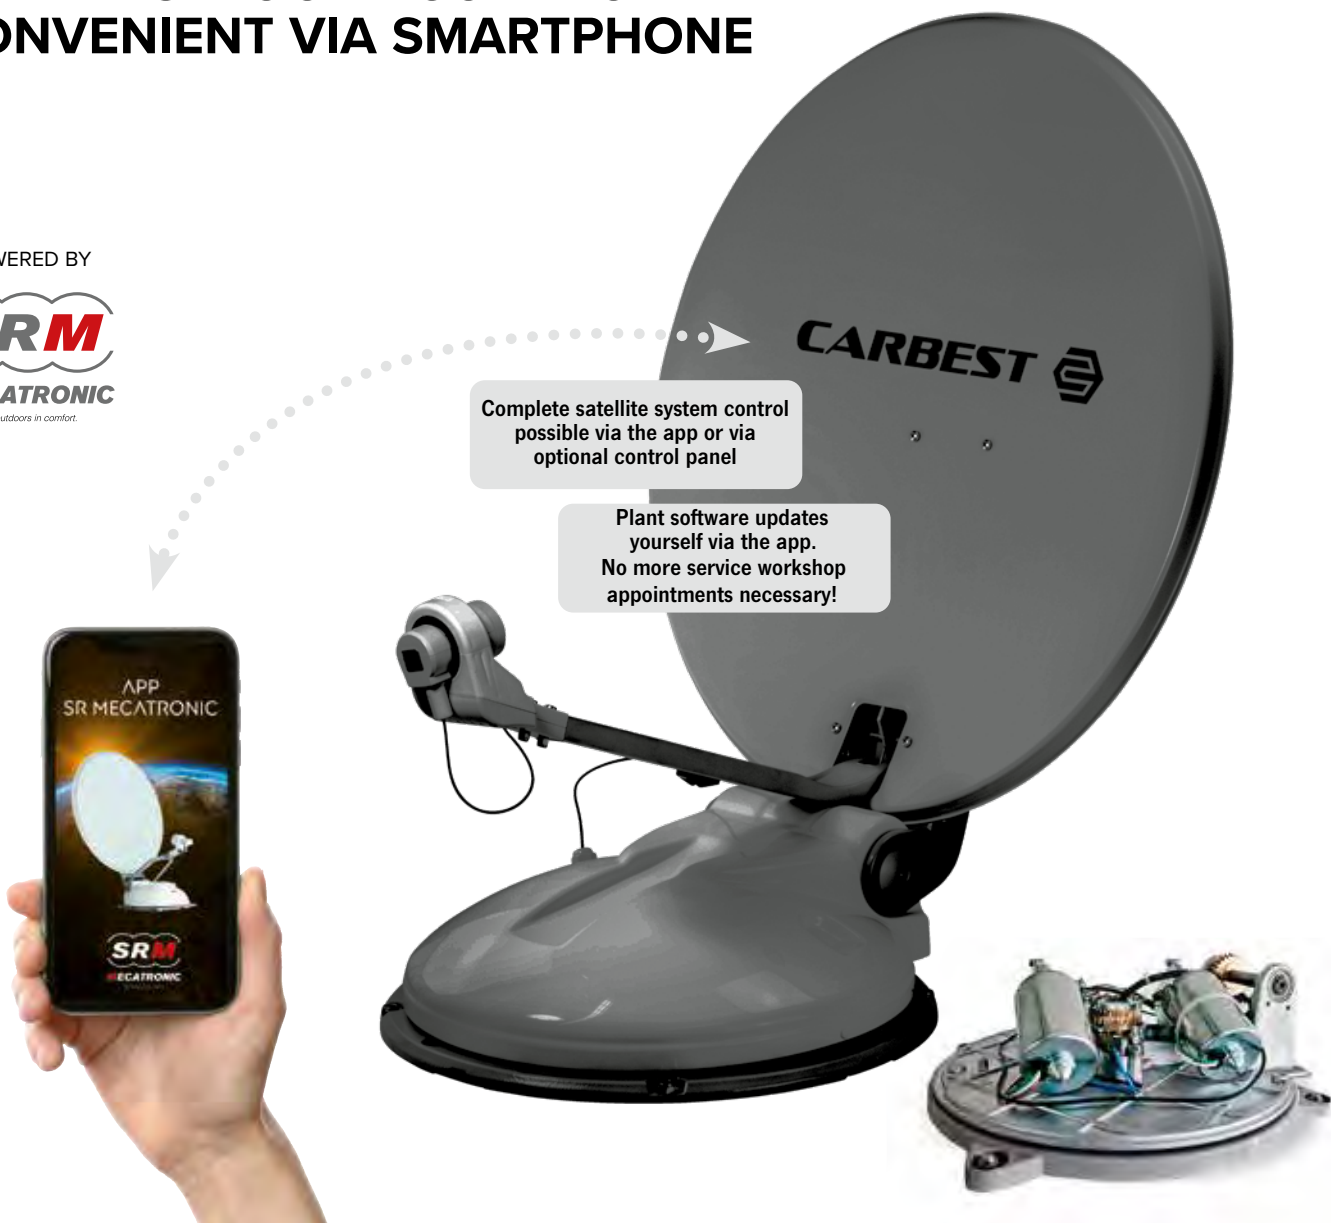 ONVENIENT VIA SMARTPHONE
WERED BY
RM
ATRONIC
utdoors in comfort.
CARBEST
Complete satellite system control
possible via the app or via
optional control panel
Plant software updates
yourself via the app.
No more service workshop
appointments necessary!
APP
SR MECATRONIC
SRM
MECATRONIC